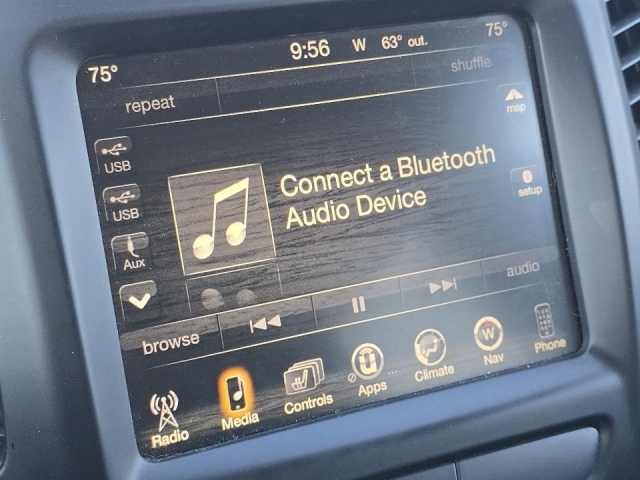 75° 9:56 W 63° out. 75°
repeat shuffle
map
USB
USB
Connect a Bluetooth
Audio Device
setup
Aux
browse audio
Radio Media Controls Apps Climate Nav Phone
W